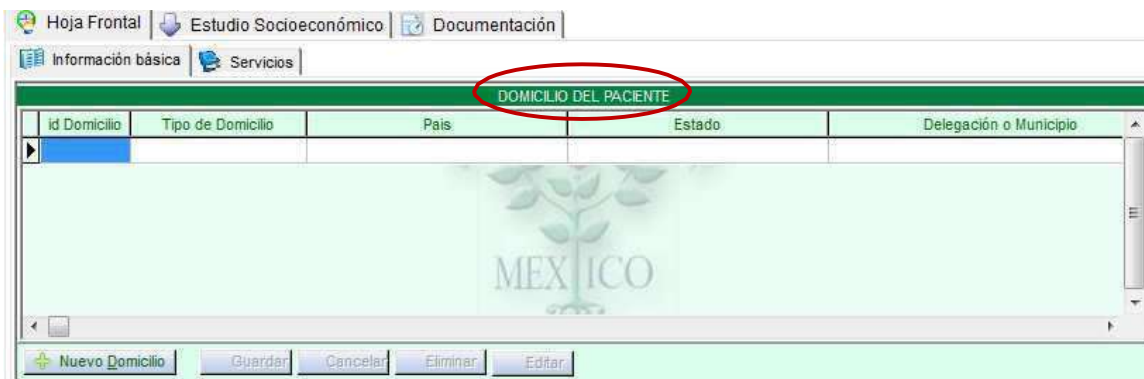 Hoja Frontal Estudio Socioeconómico Documentación
Información básica Servicios
DOMICILIO DEL PACIENTE
id Domicilio Tipo de Domicilio Pais Estado Delegación o Municipio
MEXICO
Nuevo Domicilio Guardar Cancelar Eliminar Editar